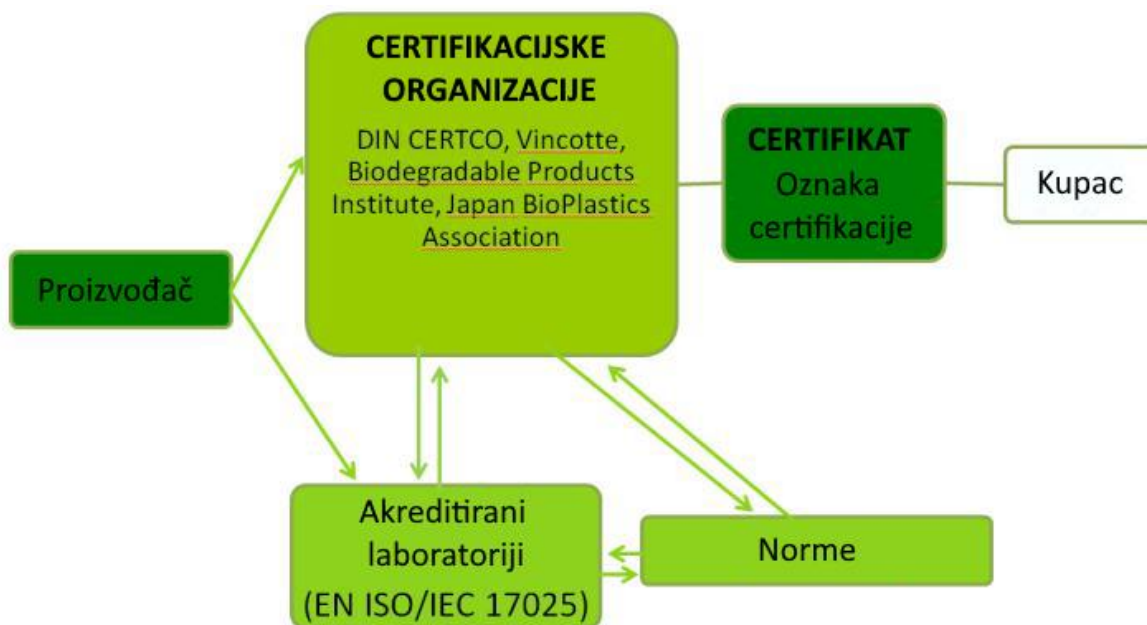 CERTIFIKACIJSKE
ORGANIZACIJE
DIN CERTCO, Vincotte,
Biodegradable Products
Institute, Japan BioPlastics
Association
CERTIFIKAT
Oznaka
certifikacije
Kupac
Proizvođač
Akreditirani
laboratoriji
(EN ISO/IEC 17025)
Norme